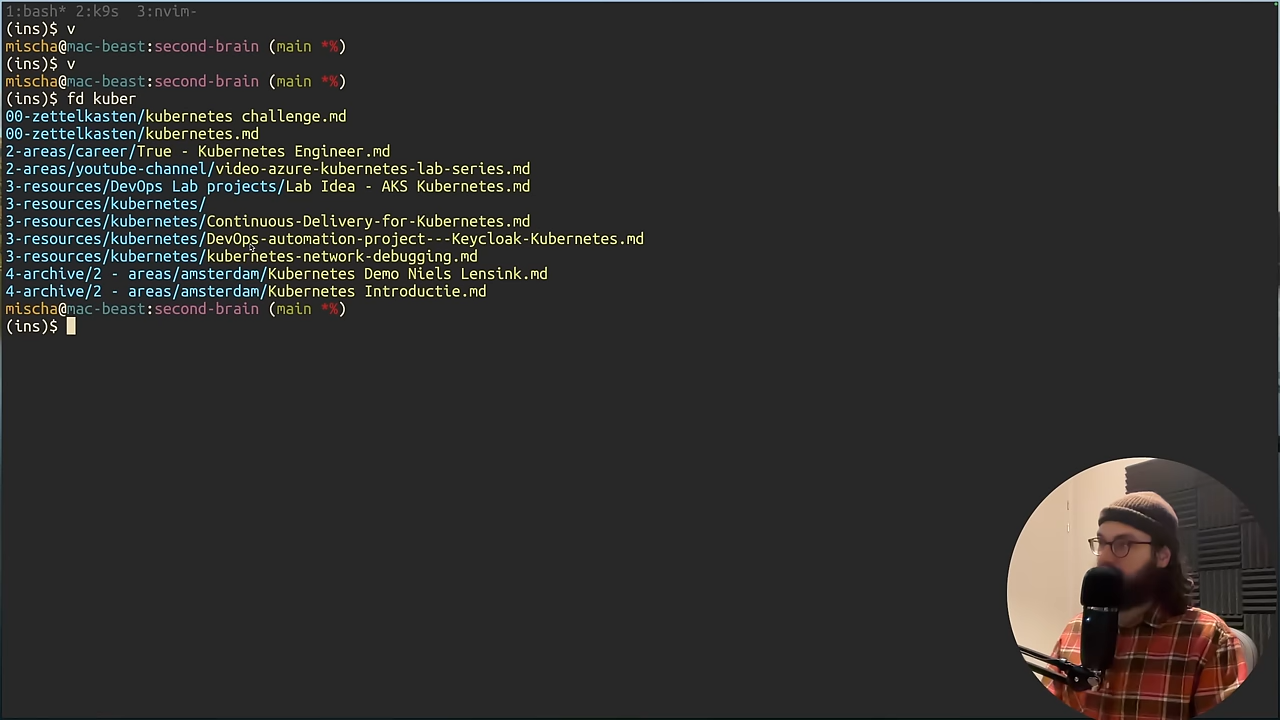 1:bash* 2:k9s  3:nvim-
(ins)$ v
mischa@mac-beast:second-brain (main *%)
(ins)$ v
mischa@mac-beast:second-brain (main *%)
(ins)$ fd kuber
00-zettelkasten/kubernetes challenge.md
00-zettelkasten/kubernetes.md
2-areas/career/True - Kubernetes Engineer.md
2-areas/youtube-channel/video-azure-kubernetes-lab-series.md
3-resources/DevOps Lab projects/Lab Idea - AKS Kubernetes.md
3-resources/kubernetes/
3-resources/kubernetes/Continuous-Delivery-for-Kubernetes.md
3-resources/kubernetes/DevOps-automation-project---Keycloak-Kubernetes.md
3-resources/kubernetes/kubernetes-network-debugging.md
4-archive/2 - areas/amsterdam/Kubernetes Demo Niels Lensink.md
4-archive/2 - areas/amsterdam/Kubernetes Introductie.md
mischa@mac-beast:second-brain (main *%)
(ins)$